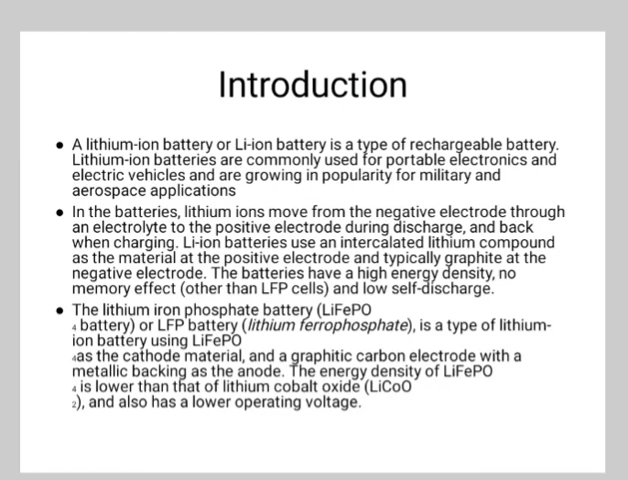 Introduction
● A lithium-ion battery or Li-ion battery is a type of rechargeable battery.
Lithium-ion batteries are commonly used for portable electronics and
electric vehicles and are growing in popularity for military and
aerospace applications
● In the batteries, lithium ions move from the negative electrode through
an electrolyte to the positive electrode during discharge, and back
when charging. Li-ion batteries use an intercalated lithium compound
as the material at the positive electrode and typically graphite at the
negative electrode. The batteries have a high energy density, no
memory effect (other than LFP cells) and low self-discharge.
● The lithium iron phosphate battery (LiFePO
₄ battery) or LFP battery (lithium ferrophosphate), is a type of lithium-
ion battery using LiFePO
₄as the cathode material, and a graphitic carbon electrode with a
metallic backing as the anode. The energy density of LiFePO
₄ is lower than that of lithium cobalt oxide (LiCoO
₂), and also has a lower operating voltage.